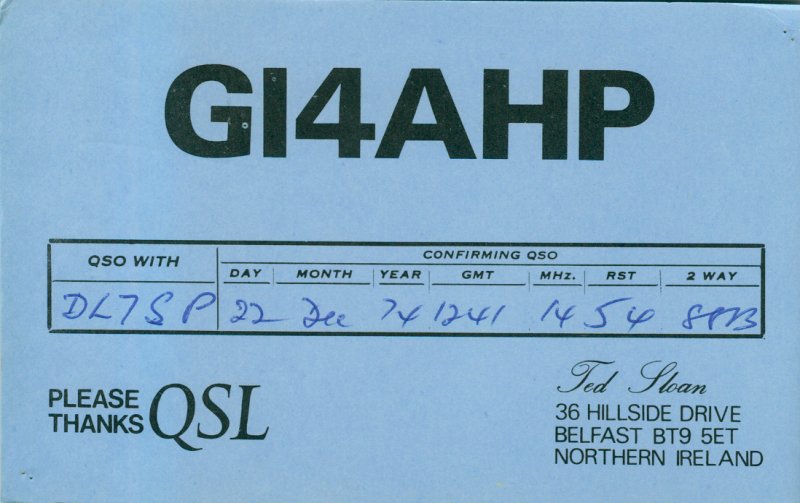 GI4AHP
QSO WITH
CONFIRMING QSO
DAY MONTH YEAR GMT MHz. RST 2 WAY
DL7SP 22 Dec 74 1241 14 54 SSB
PLEASE
THANKS QSL
Ted Sloan
36 HILLSIDE DRIVE
BELFAST BT9 5ET
NORTHERN IRELAND